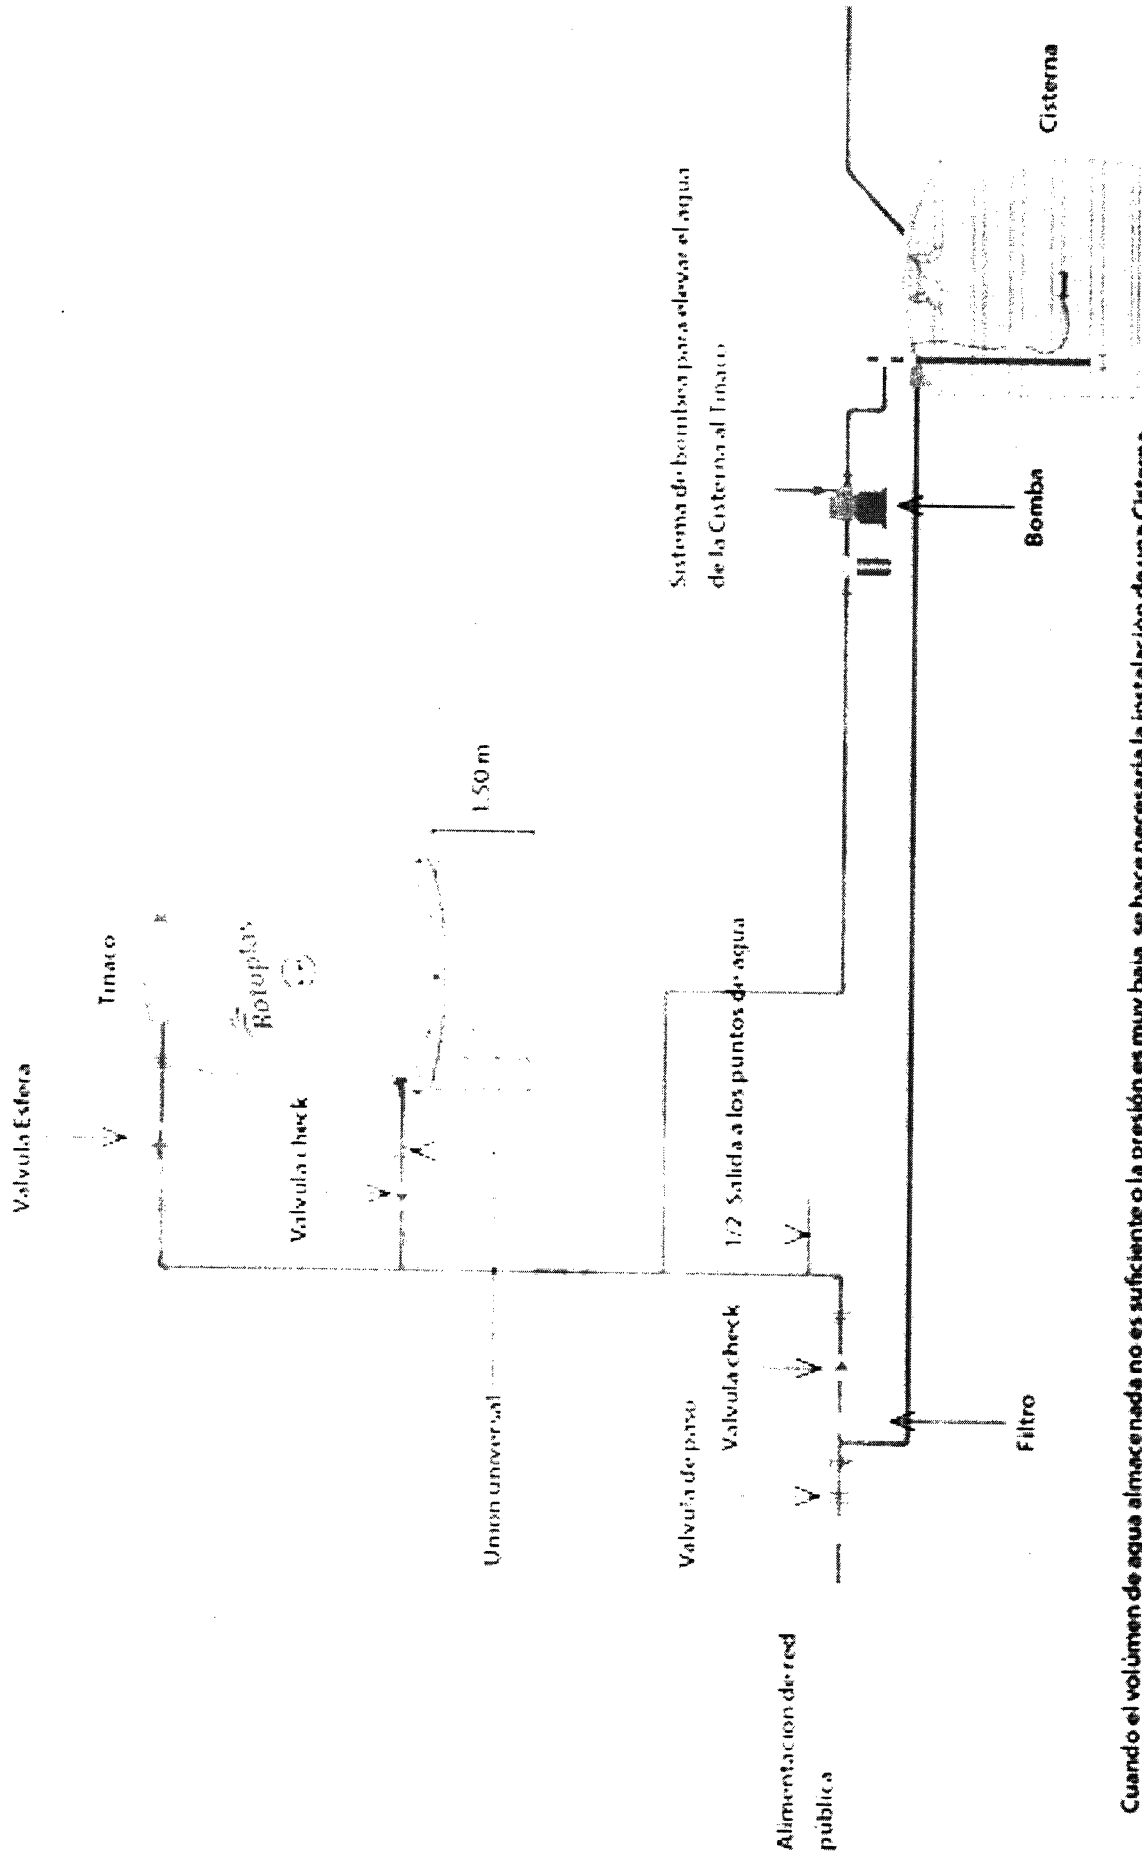 Valvula Esfera
Tinaco
Rotoplas
Valvula check
1.50 m
Union universal
Sistema de bombeo para elevar el agua
de la Cisterna al Tinaco
1/2 Salida a los puntos de agua
Valvula check
Valvula de paso
Alimentacion de red
pública
Filtro
Bomba
Cisterna
Cuando el volúmen de agua almacenada no es suficiente o la presión es muy baja, se hace necesaria la instalación de una Cisterna